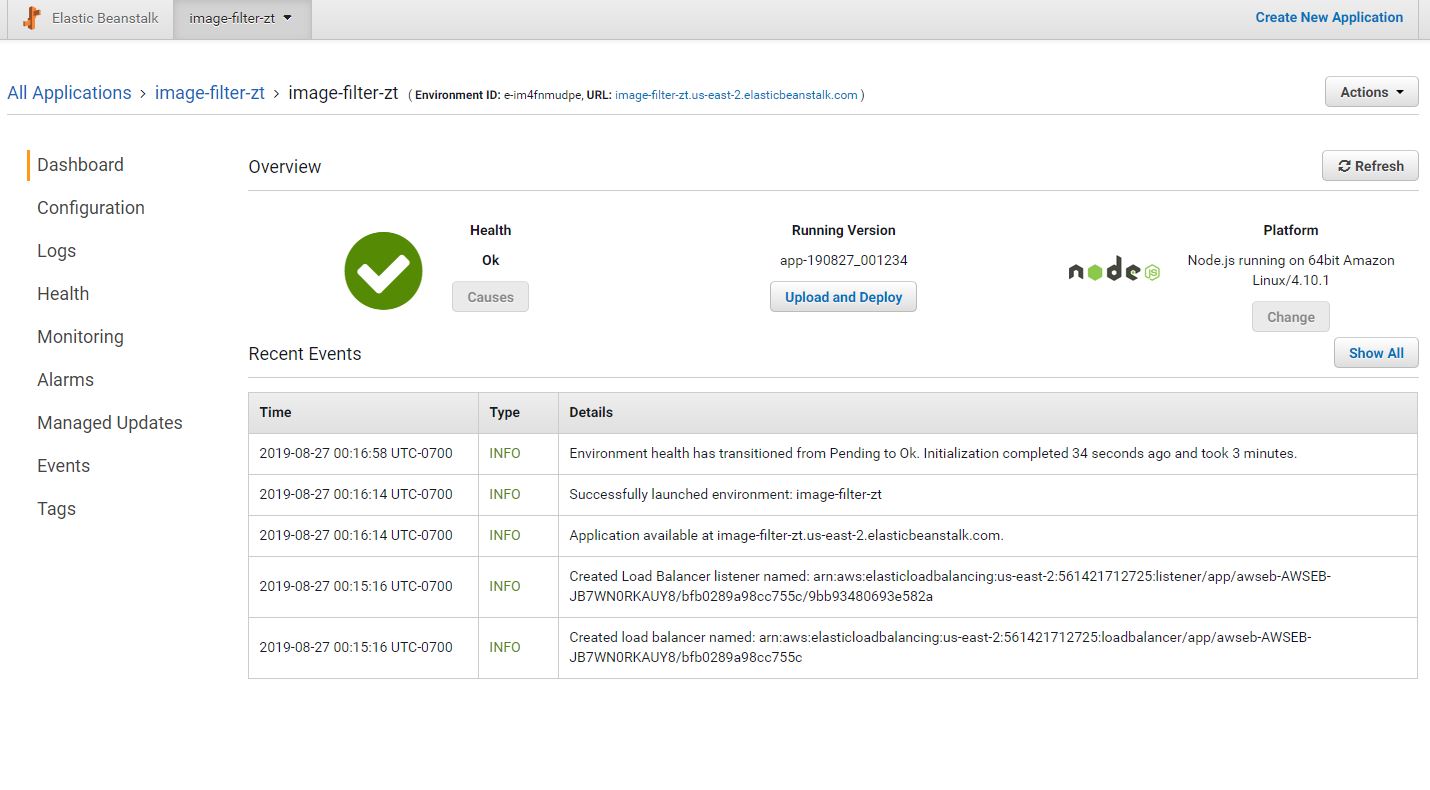 Elastic Beanstalk image-filter-zt Create New Application
All Applications > image-filter-zt > image-filter-zt ( Environment ID: e-im4fnmudpe, URL: image-filter-zt.us-east-2.elasticbeanstalk.com )
Actions
Dashboard
Configuration
Logs
Health
Monitoring
Alarms
Managed Updates
Events
Tags
Overview
Refresh
Health
Ok
Causes
Running Version
app-190827_001234
Upload and Deploy
node JS
Platform
Node.js running on 64bit Amazon
Linux/4.10.1
Change
Recent Events
Show All
Time Type Details
2019-08-27 00:16:58 UTC-0700 INFO Environment health has transitioned from Pending to Ok. Initialization completed 34 seconds ago and took 3 minutes.
2019-08-27 00:16:14 UTC-0700 INFO Successfully launched environment: image-filter-zt
2019-08-27 00:16:14 UTC-0700 INFO Application available at image-filter-zt.us-east-2.elasticbeanstalk.com.
2019-08-27 00:15:16 UTC-0700 INFO Created Load Balancer listener named: arn:aws:elasticloadbalancing:us-east-2:561421712725:listener/app/awseb-AWSEB-
JB7WN0RKAUY8/bfb0289a98cc755c/9bb93480693e582a
2019-08-27 00:15:16 UTC-0700 INFO Created load balancer named: arn:aws:elasticloadbalancing:us-east-2:561421712725:loadbalancer/app/awseb-AWSEB-
JB7WN0RKAUY8/bfb0289a98cc755c